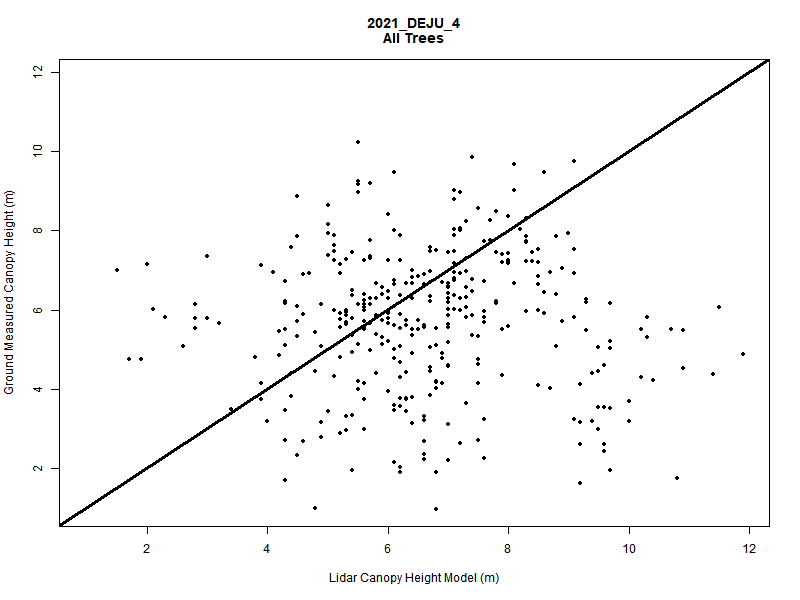 2021_DEJU_4
All Trees
Ground Measured Canopy Height (m)
12
10
8
6
4
2
2 4 6 8 10 12
Lidar Canopy Height Model (m)